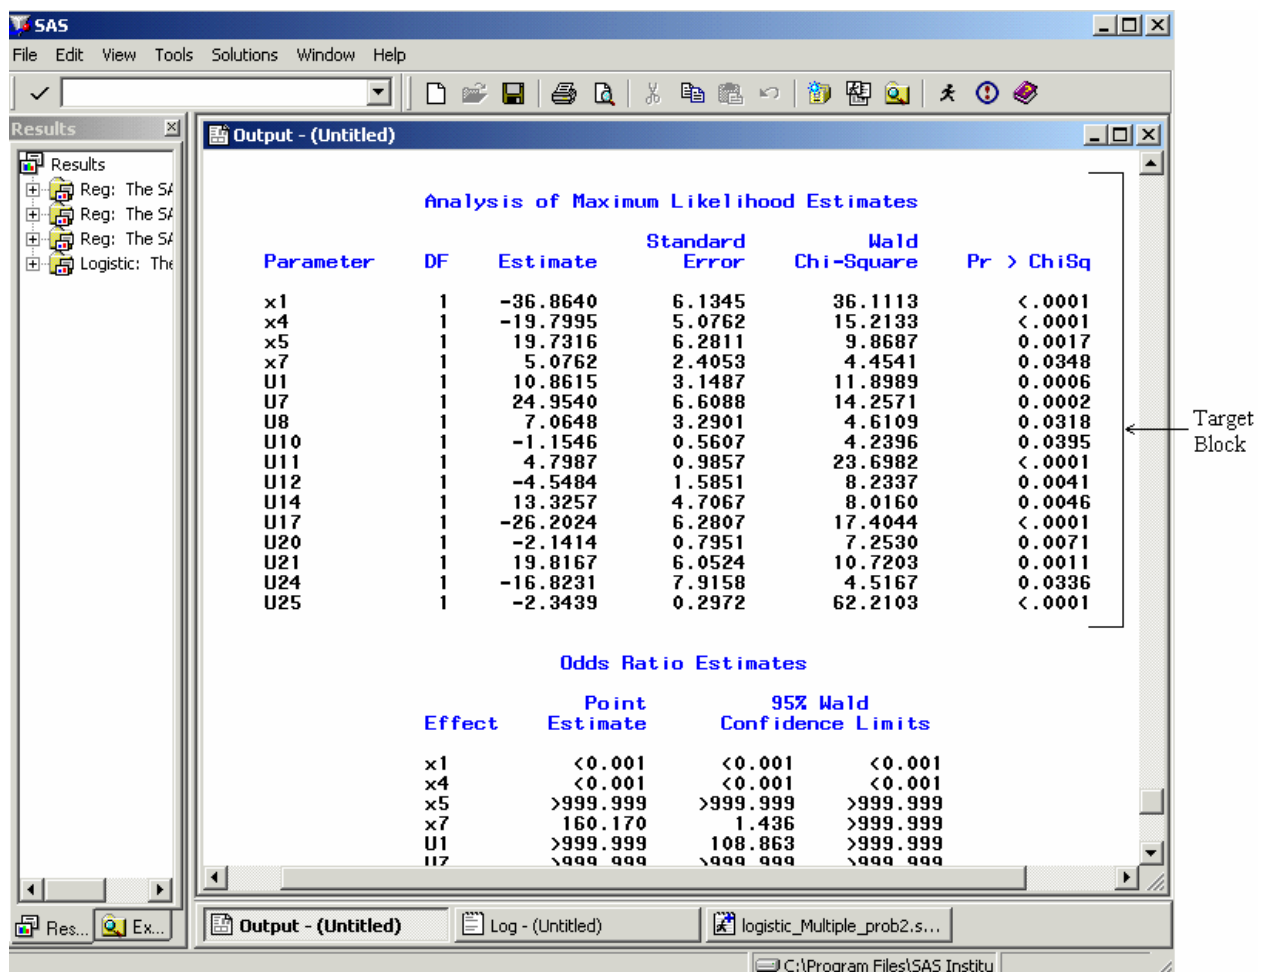 SAS
File Edit View Tools Solutions Window Help
Results
Output - (Untitled)
Results
Reg: The SA
Reg: The SA
Reg: The SA
Logistic: The
Analysis of Maximum Likelihood Estimates
Standard Wald
Parameter DF Estimate Error Chi-Square Pr > ChiSq
x1 1 -36.8640 6.1345 36.1113 <.0001
x4 1 -19.7995 5.0762 15.2133 <.0001
x5 1 19.7316 6.2811 9.8687 0.0017
x7 1 5.0762 2.4053 4.4541 0.0348
U1 1 10.8615 3.1487 11.8989 0.0006
U7 1 24.9540 6.6088 14.2571 0.0002
U8 1 7.0648 3.2901 4.6109 0.0318
U10 1 -1.1546 0.5607 4.2396 0.0395
U11 1 4.7987 0.9857 23.6982 <.0001
U12 1 -4.5484 1.5851 8.2337 0.0041
U14 1 13.3257 4.7067 8.0160 0.0046
U17 1 -26.2024 6.2807 17.4044 <.0001
U20 1 -2.1414 0.7951 7.2530 0.0071
U21 1 19.8167 6.0524 10.7203 0.0011
U24 1 -16.8231 7.9158 4.5167 0.0336
U25 1 -2.3439 0.2972 62.2103 <.0001
Target
Block
Odds Ratio Estimates
Point 95% Wald
Effect Estimate Confidence Limits
x1 <0.001 <0.001 <0.001
x4 <0.001 <0.001 <0.001
x5 >999.999 >999.999 >999.999
x7 160.170 1.436 >999.999
U1 >999.999 108.863 >999.999
U7 >999.999 >999.999 >999.999
Res... Ex...
Output - (Untitled) Log - (Untitled) logistic_Multiple_prob2.s...
C:\Program Files\SAS Institu